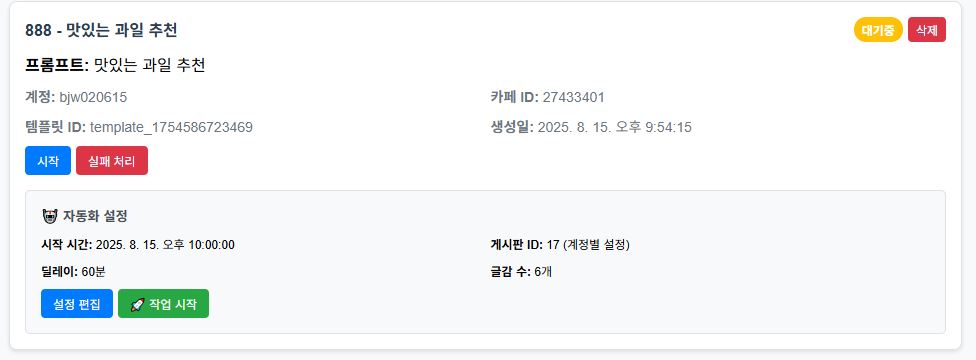 888 - 맛있는 과일 추천 대기중 삭제
프롬프트: 맛있는 과일 추천
계정: bjw020615 카페 ID: 27433401
템플릿 ID: template_1754586723469 생성일: 2025. 8. 15. 오후 9:54:15
시작 실패 처리
자동화 설정
시작 시간: 2025. 8. 15. 오후 10:00:00 게시판 ID: 17 (계정별 설정)
딜레이: 60분 글감 수: 6개
설정 편집 작업 시작